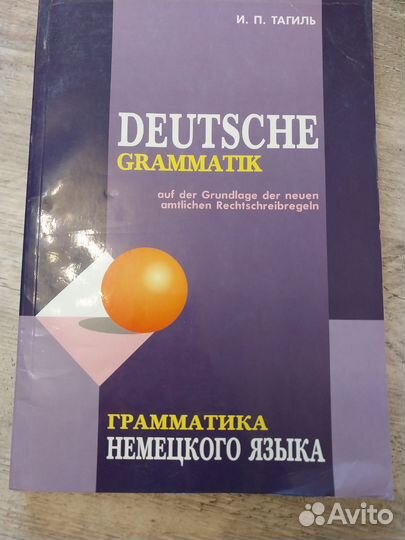 И. П. ТАГИЛЬ
DEUTSCHE
GRAMMATIK
auf der Grundlage der neuen
amtlichen Rechtschreibregeln
ГРАММАТИКА
НЕМЕЦКОГО ЯЗЫКА
Avito